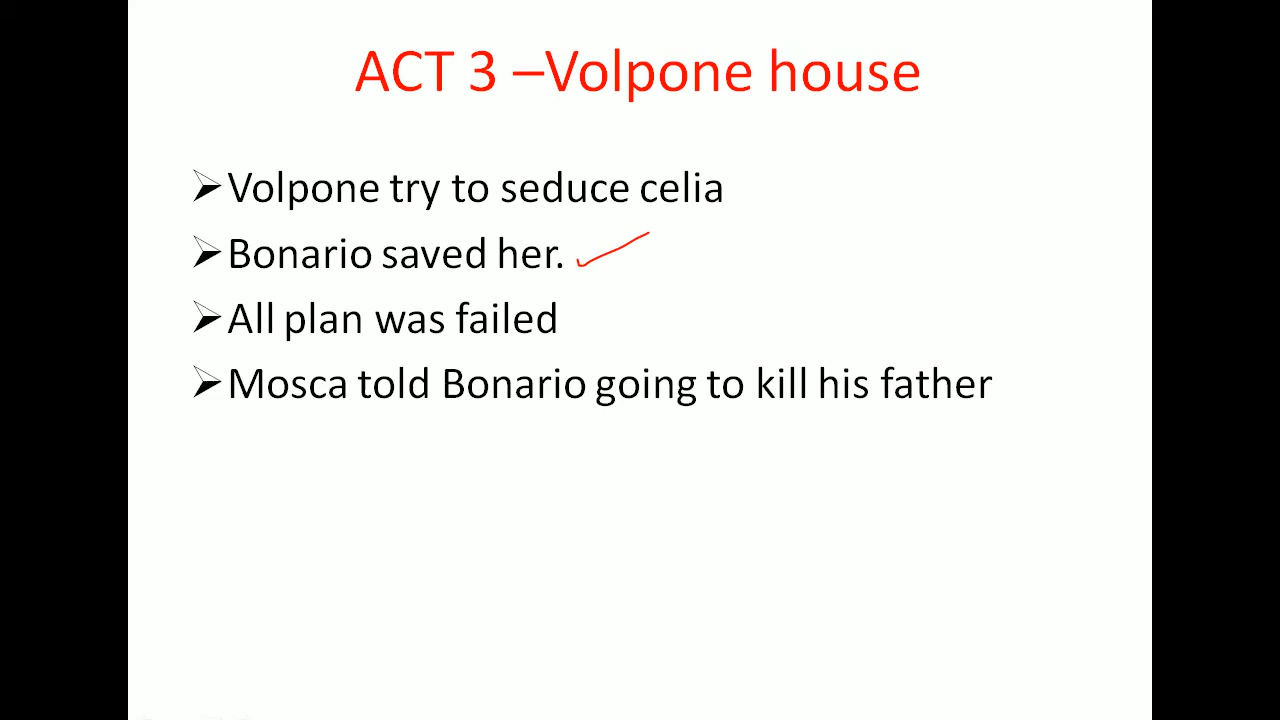 ACT 3 –Volpone house
Volpone try to seduce celia
Bonario saved her.
All plan was failed
Mosca told Bonario going to kill his father